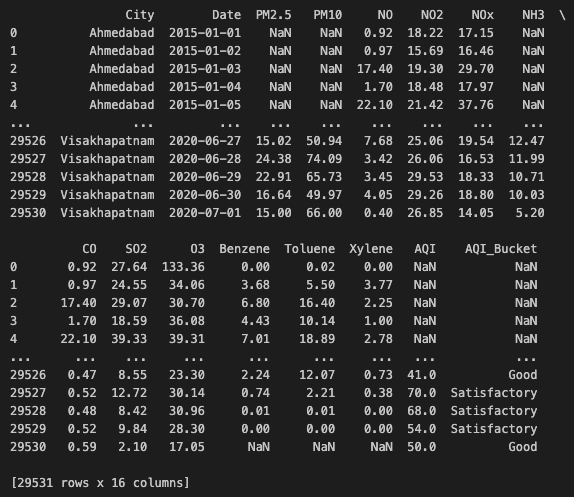 City Date PM2.5 PM10 NO NO2 NOx NH3 \
0 Ahmedabad 2015-01-01 NaN NaN 0.92 18.22 17.15 NaN
1 Ahmedabad 2015-01-02 NaN NaN 0.97 15.69 16.46 NaN
2 Ahmedabad 2015-01-03 NaN NaN 17.40 19.30 29.70 NaN
3 Ahmedabad 2015-01-04 NaN NaN 1.70 18.48 17.97 NaN
4 Ahmedabad 2015-01-05 NaN NaN 22.10 21.42 37.76 NaN
... ... ... ... ... ... ... ... ...
29526 Visakhapatnam 2020-06-27 15.02 50.94 7.68 25.06 19.54 12.47
29527 Visakhapatnam 2020-06-28 24.38 74.09 3.42 26.06 16.53 11.99
29528 Visakhapatnam 2020-06-29 22.91 65.73 3.45 29.53 18.33 10.71
29529 Visakhapatnam 2020-06-30 16.64 49.97 4.05 29.26 18.80 10.03
29530 Visakhapatnam 2020-07-01 15.00 66.00 0.40 26.85 14.05 5.20
CO SO2 O3 Benzene Toluene Xylene AQI AQI_Bucket
0 0.92 27.64 133.36 0.00 0.02 0.00 NaN NaN
1 0.97 24.55 34.06 3.68 5.50 3.77 NaN NaN
2 17.40 29.07 30.70 6.80 16.40 2.25 NaN NaN
3 1.70 18.59 36.08 4.43 10.14 1.00 NaN NaN
4 22.10 39.33 39.31 7.01 18.89 2.78 NaN NaN
... ... ... ... ... ... ... ... ...
29526 0.47 8.55 23.30 2.24 12.07 0.73 41.0 Good
29527 0.52 12.72 30.14 0.74 2.21 0.38 70.0 Satisfactory
29528 0.48 8.42 30.96 0.01 0.01 0.00 68.0 Satisfactory
29529 0.52 9.84 28.30 0.00 0.00 0.00 54.0 Satisfactory
29530 0.59 2.10 17.05 NaN NaN NaN 50.0 Good
[29531 rows x 16 columns]